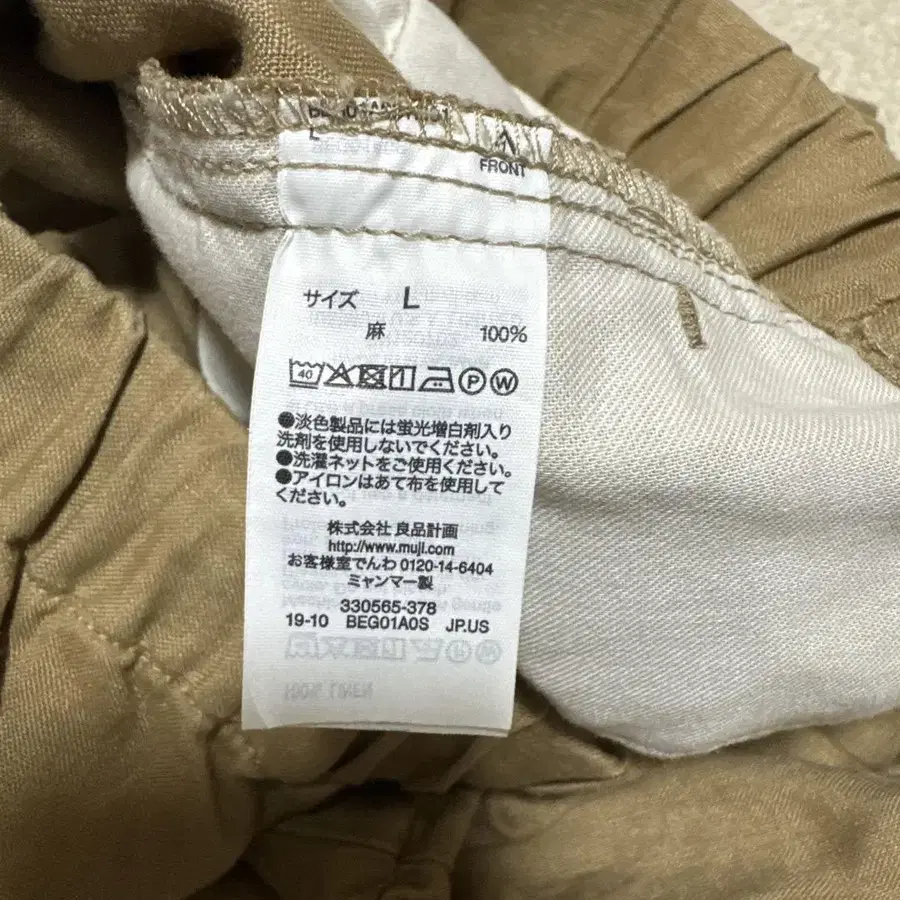 L
FRONT
サイズ L
麻 100%
40 P W
●淡色製品には蛍光増白剤入り
洗剤を使用しないでください。
●洗濯ネットをご使用ください。
●アイロンはあて布を使用して
ください。
株式会社 良品計画
http://www.muji.com
お客様室でんわ 0120-14-6404
ミャンマー製
330565-378
19-10 BEG01A0S JP.US
100% LINEN